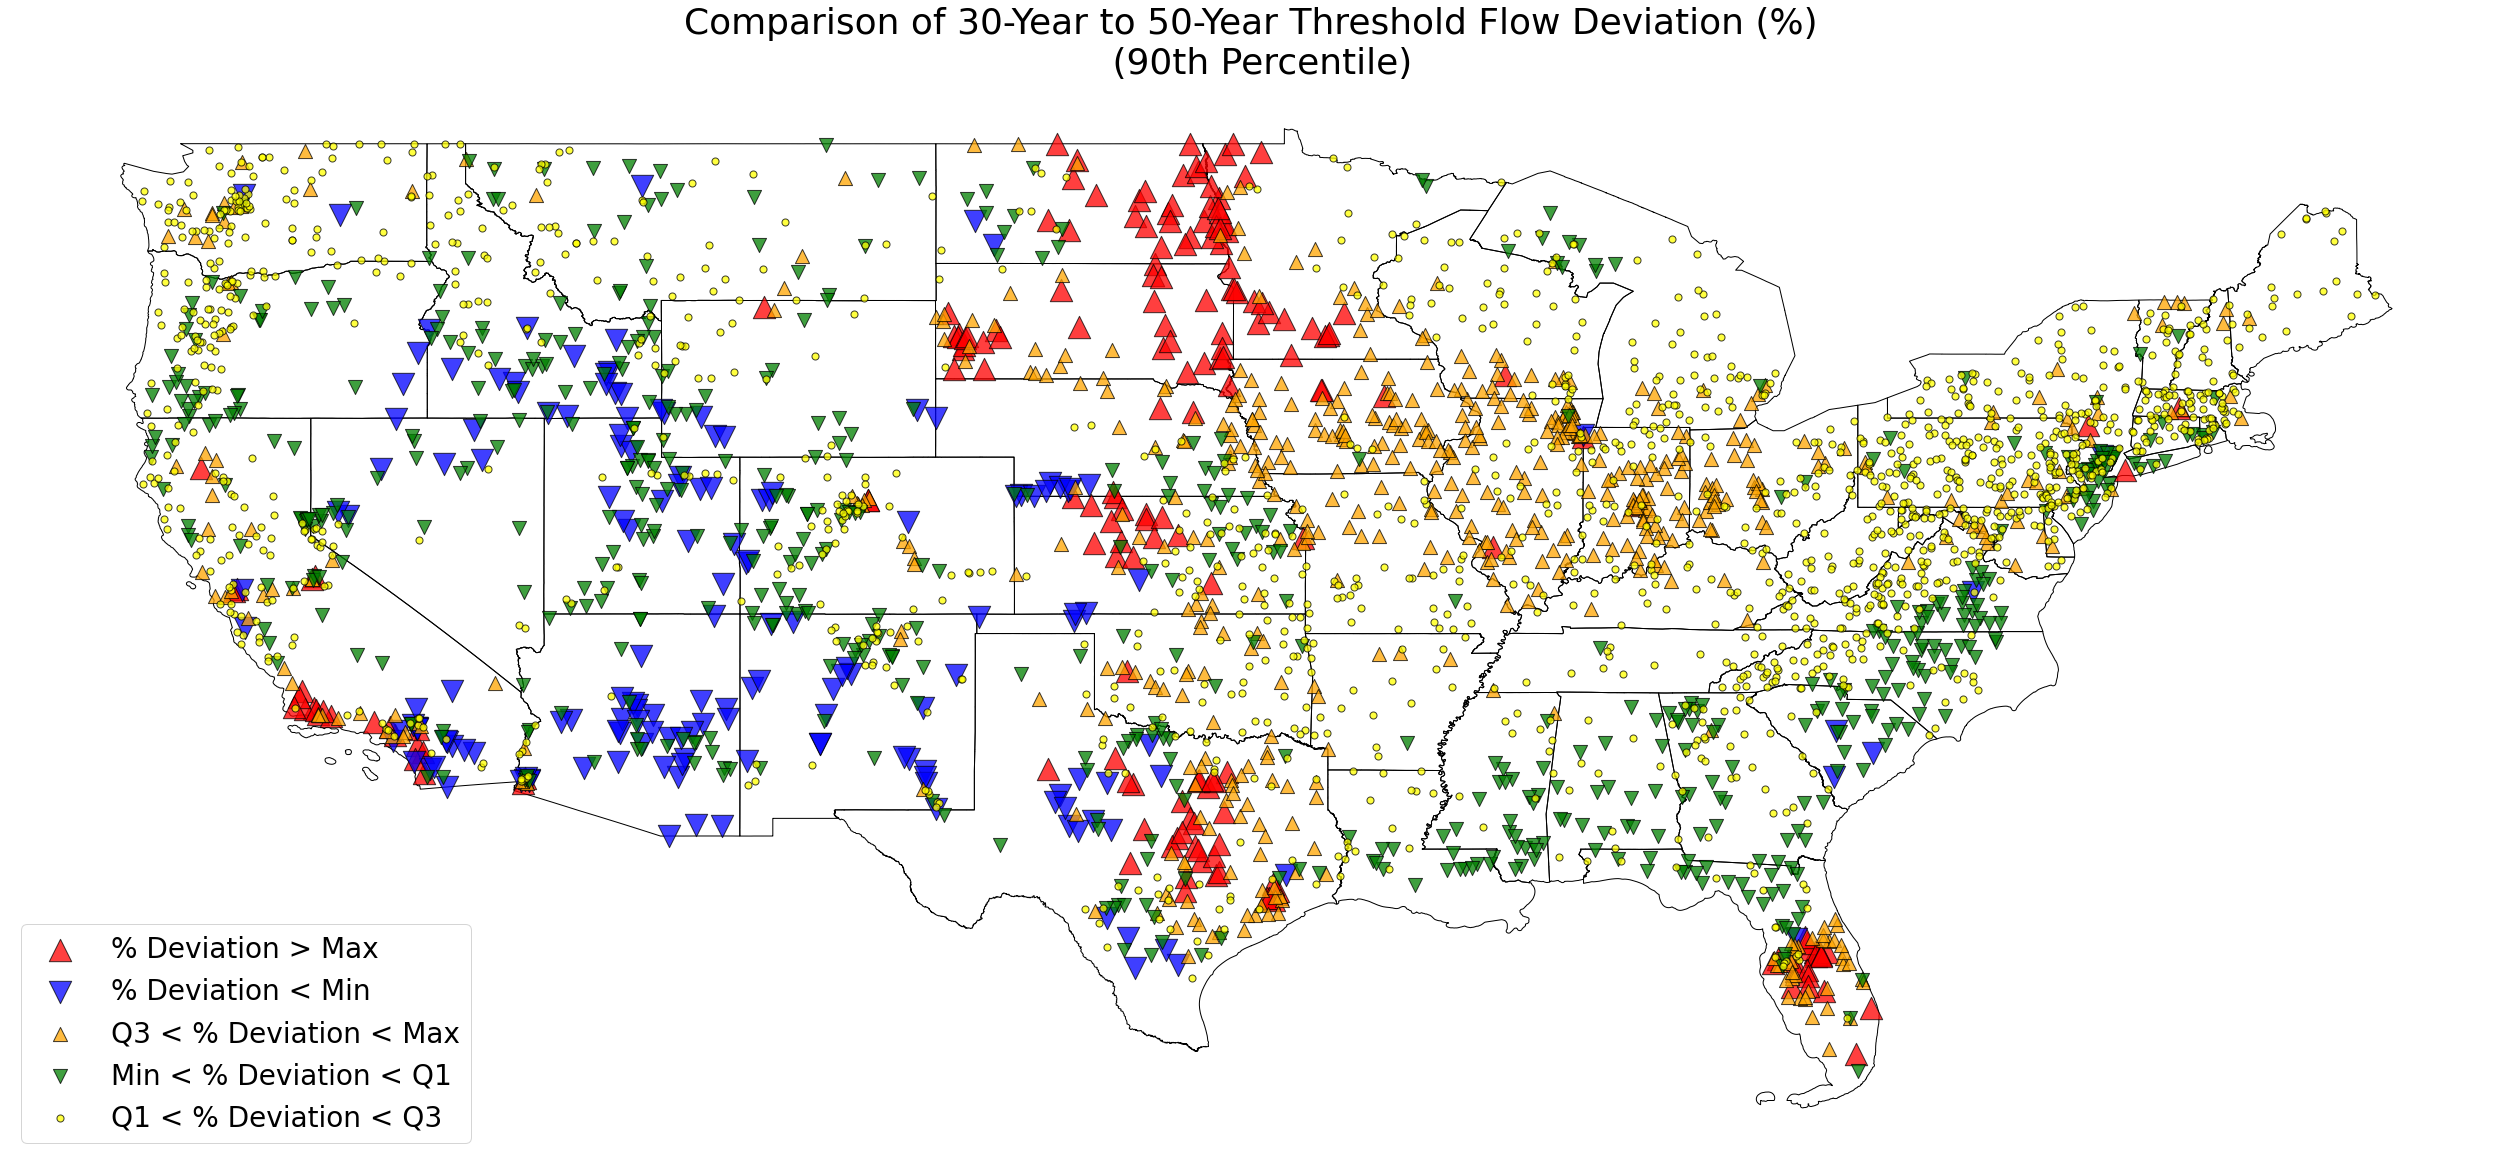 Comparison of 30-Year to 50-Year Threshold Flow Deviation (%)
(90th Percentile)
% Deviation > Max
% Deviation < Min
Q3 < % Deviation < Max
Min < % Deviation < Q1
Q1 < % Deviation < Q3